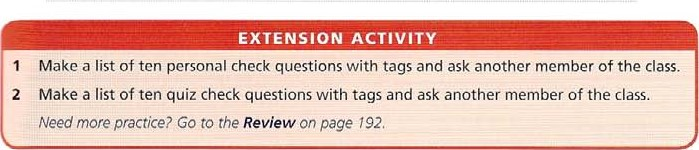 EXTENSION ACTIVITY
1 Make a list of ten personal check questions with tags and ask another member of the class.
2 Make a list of ten quiz check questions with tags and ask another member of the class.
Need more practice? Go to the Review on page 192.